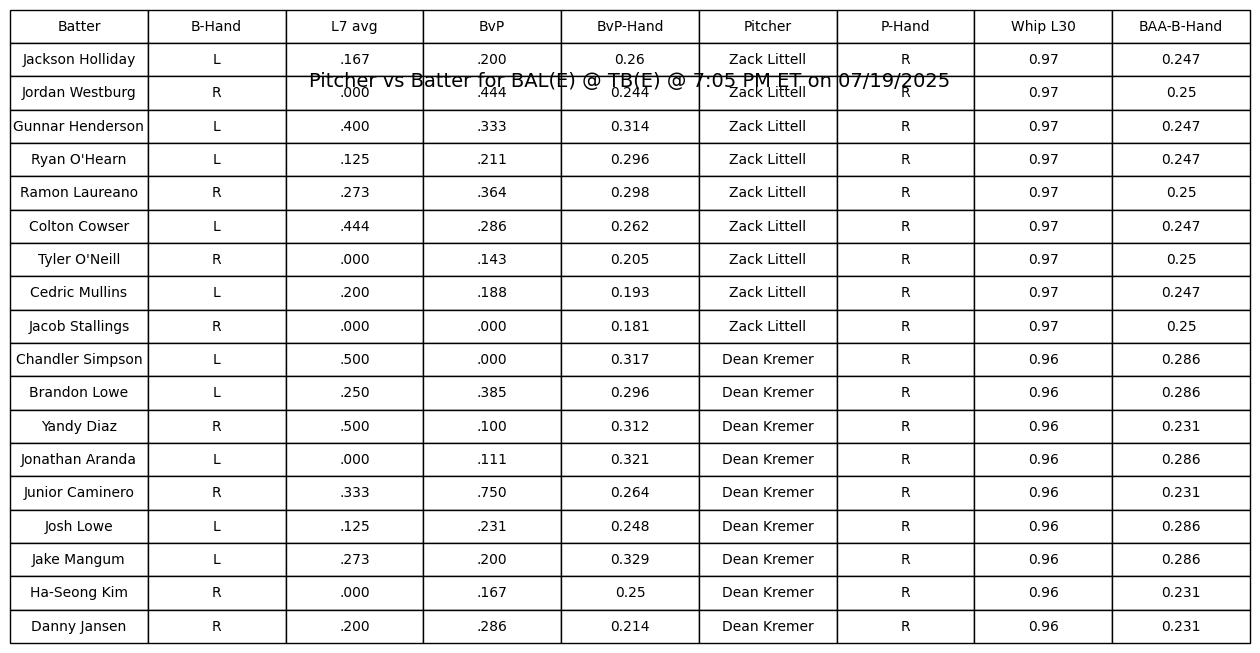 Batter B-Hand L7 avg BvP BvP-Hand Pitcher P-Hand Whip L30 BAA-B-Hand
Jackson Holliday L .167 .200 0.26 Zack Littell R 0.97 0.247
Pitcher vs Batter for BAL(E) @ TB(E) @ 7:05 PM ET on 07/19/2025
Jordan Westburg R .000 .444 0.244 Zack Littell R 0.97 0.25
Gunnar Henderson L .400 .333 0.314 Zack Littell R 0.97 0.247
Ryan O'Hearn L .125 .211 0.296 Zack Littell R 0.97 0.247
Ramon Laureano R .273 .364 0.298 Zack Littell R 0.97 0.25
Colton Cowser L .444 .286 0.262 Zack Littell R 0.97 0.247
Tyler O'Neill R .000 .143 0.205 Zack Littell R 0.97 0.25
Cedric Mullins L .200 .188 0.193 Zack Littell R 0.97 0.247
Jacob Stallings R .000 .000 0.181 Zack Littell R 0.97 0.25
Chandler Simpson L .500 .000 0.317 Dean Kremer R 0.96 0.286
Brandon Lowe L .250 .385 0.296 Dean Kremer R 0.96 0.286
Yandy Diaz R .500 .100 0.312 Dean Kremer R 0.96 0.231
Jonathan Aranda L .000 .111 0.321 Dean Kremer R 0.96 0.286
Junior Caminero R .333 .750 0.264 Dean Kremer R 0.96 0.231
Josh Lowe L .125 .231 0.248 Dean Kremer R 0.96 0.286
Jake Mangum L .273 .200 0.329 Dean Kremer R 0.96 0.286
Ha-Seong Kim R .000 .167 0.25 Dean Kremer R 0.96 0.231
Danny Jansen R .200 .286 0.214 Dean Kremer R 0.96 0.231